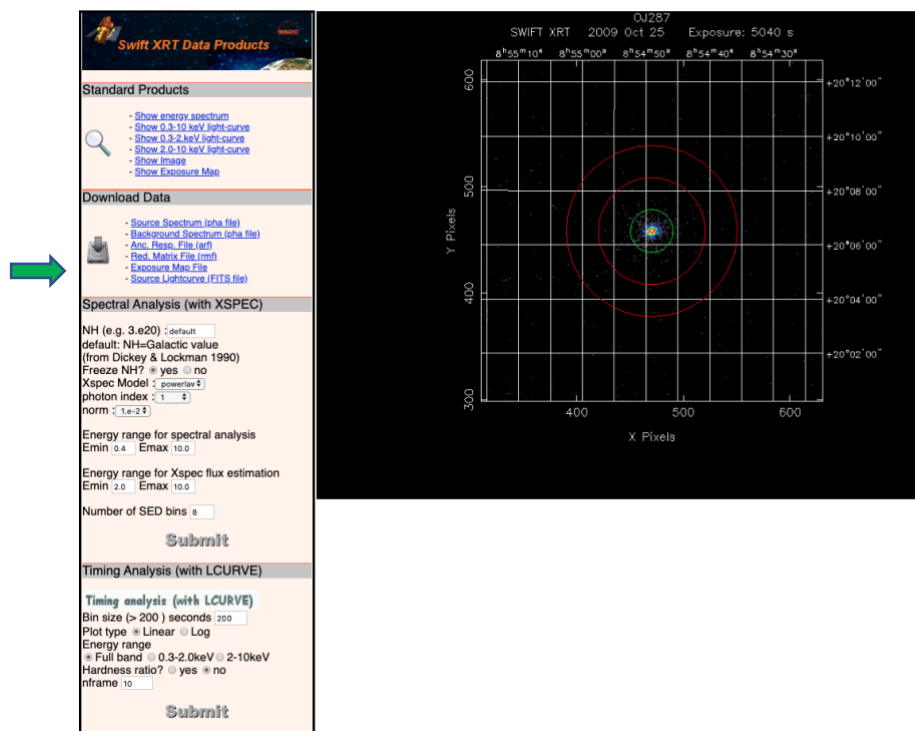 Swift XRT Data Products
SSDC
Standard Products
- Show energy spectrum
- Show 0.3-10 keV light-curve
- Show 0.3-2.keV light-curve
- Show 2.0-10 keV light-curve
- Show Image
- Show Exposure Map
Download Data
- Source Spectrum (pha file)
- Background Spectrum (pha file)
- Anc. Resp. File (arf)
- Red. Matrix File (rmf)
- Exposure Map File
- Source Lightcurve (FITS file)
Spectral Analysis (with XSPEC)
NH (e.g. 3.e20) : default
default: NH=Galactic value
(from Dickey & Lockman 1990)
Freeze NH? yes no
Xspec Model : powerlav
photon index : 1
norm : 1.e-2
Energy range for spectral analysis
Emin 0.4 Emax 10.0
Energy range for Xspec flux estimation
Emin 2.0 Emax 10.0
Number of SED bins 8
Submit
Timing Analysis (with LCURVE)
Timing analysis (with LCURVE)
Bin size (> 200 ) seconds 200
Plot type Linear Log
Energy range
Full band 0.3-2.0keV 2-10keV
Hardness ratio? yes no
nframe 10
Submit
OJ287
SWIFT XRT 2009 Oct 25 Exposure: 5040 s
8ʰ55ᵐ10ˢ 8ʰ55ᵐ00ˢ 8ʰ54ᵐ50ˢ 8ʰ54ᵐ40ˢ 8ʰ54ᵐ30ˢ
+20°12'00"
+20°10'00"
+20°08'00"
+20°06'00"
+20°04'00"
+20°02'00"
600
500
400
300
Y Pixels
400 500 600
X Pixels